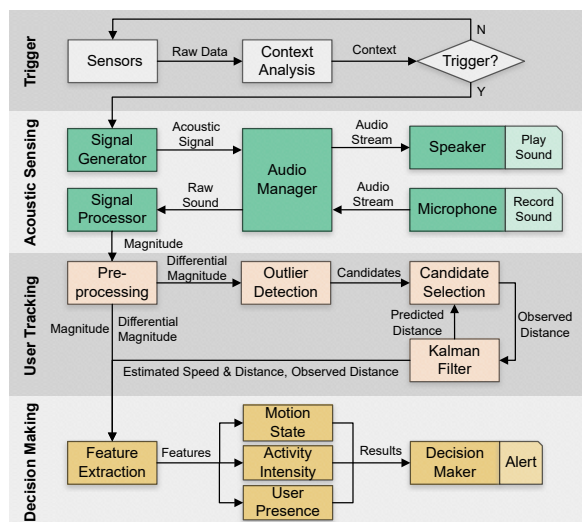 Trigger
N
Sensors
Raw Data
Context
Analysis
Context
Trigger?
Y
Acoustic Sensing
Signal
Generator
Acoustic
Signal
Audio
Manager
Audio
Stream
Speaker
Play
Sound
Signal
Processor
Raw
Sound
Audio
Stream
Microphone
Record
Sound
Magnitude
User Tracking
Pre-
processing
Differential
Magnitude
Outlier
Detection
Candidates
Candidate
Selection
Magnitude
Differential
Magnitude
Predicted
Distance
Observed
Distance
Kalman
Filter
Estimated Speed & Distance, Observed Distance
Decision Making
Feature
Extraction
Features
Motion
State
Activity
Intensity
User
Presence
Results
Decision
Maker
Alert